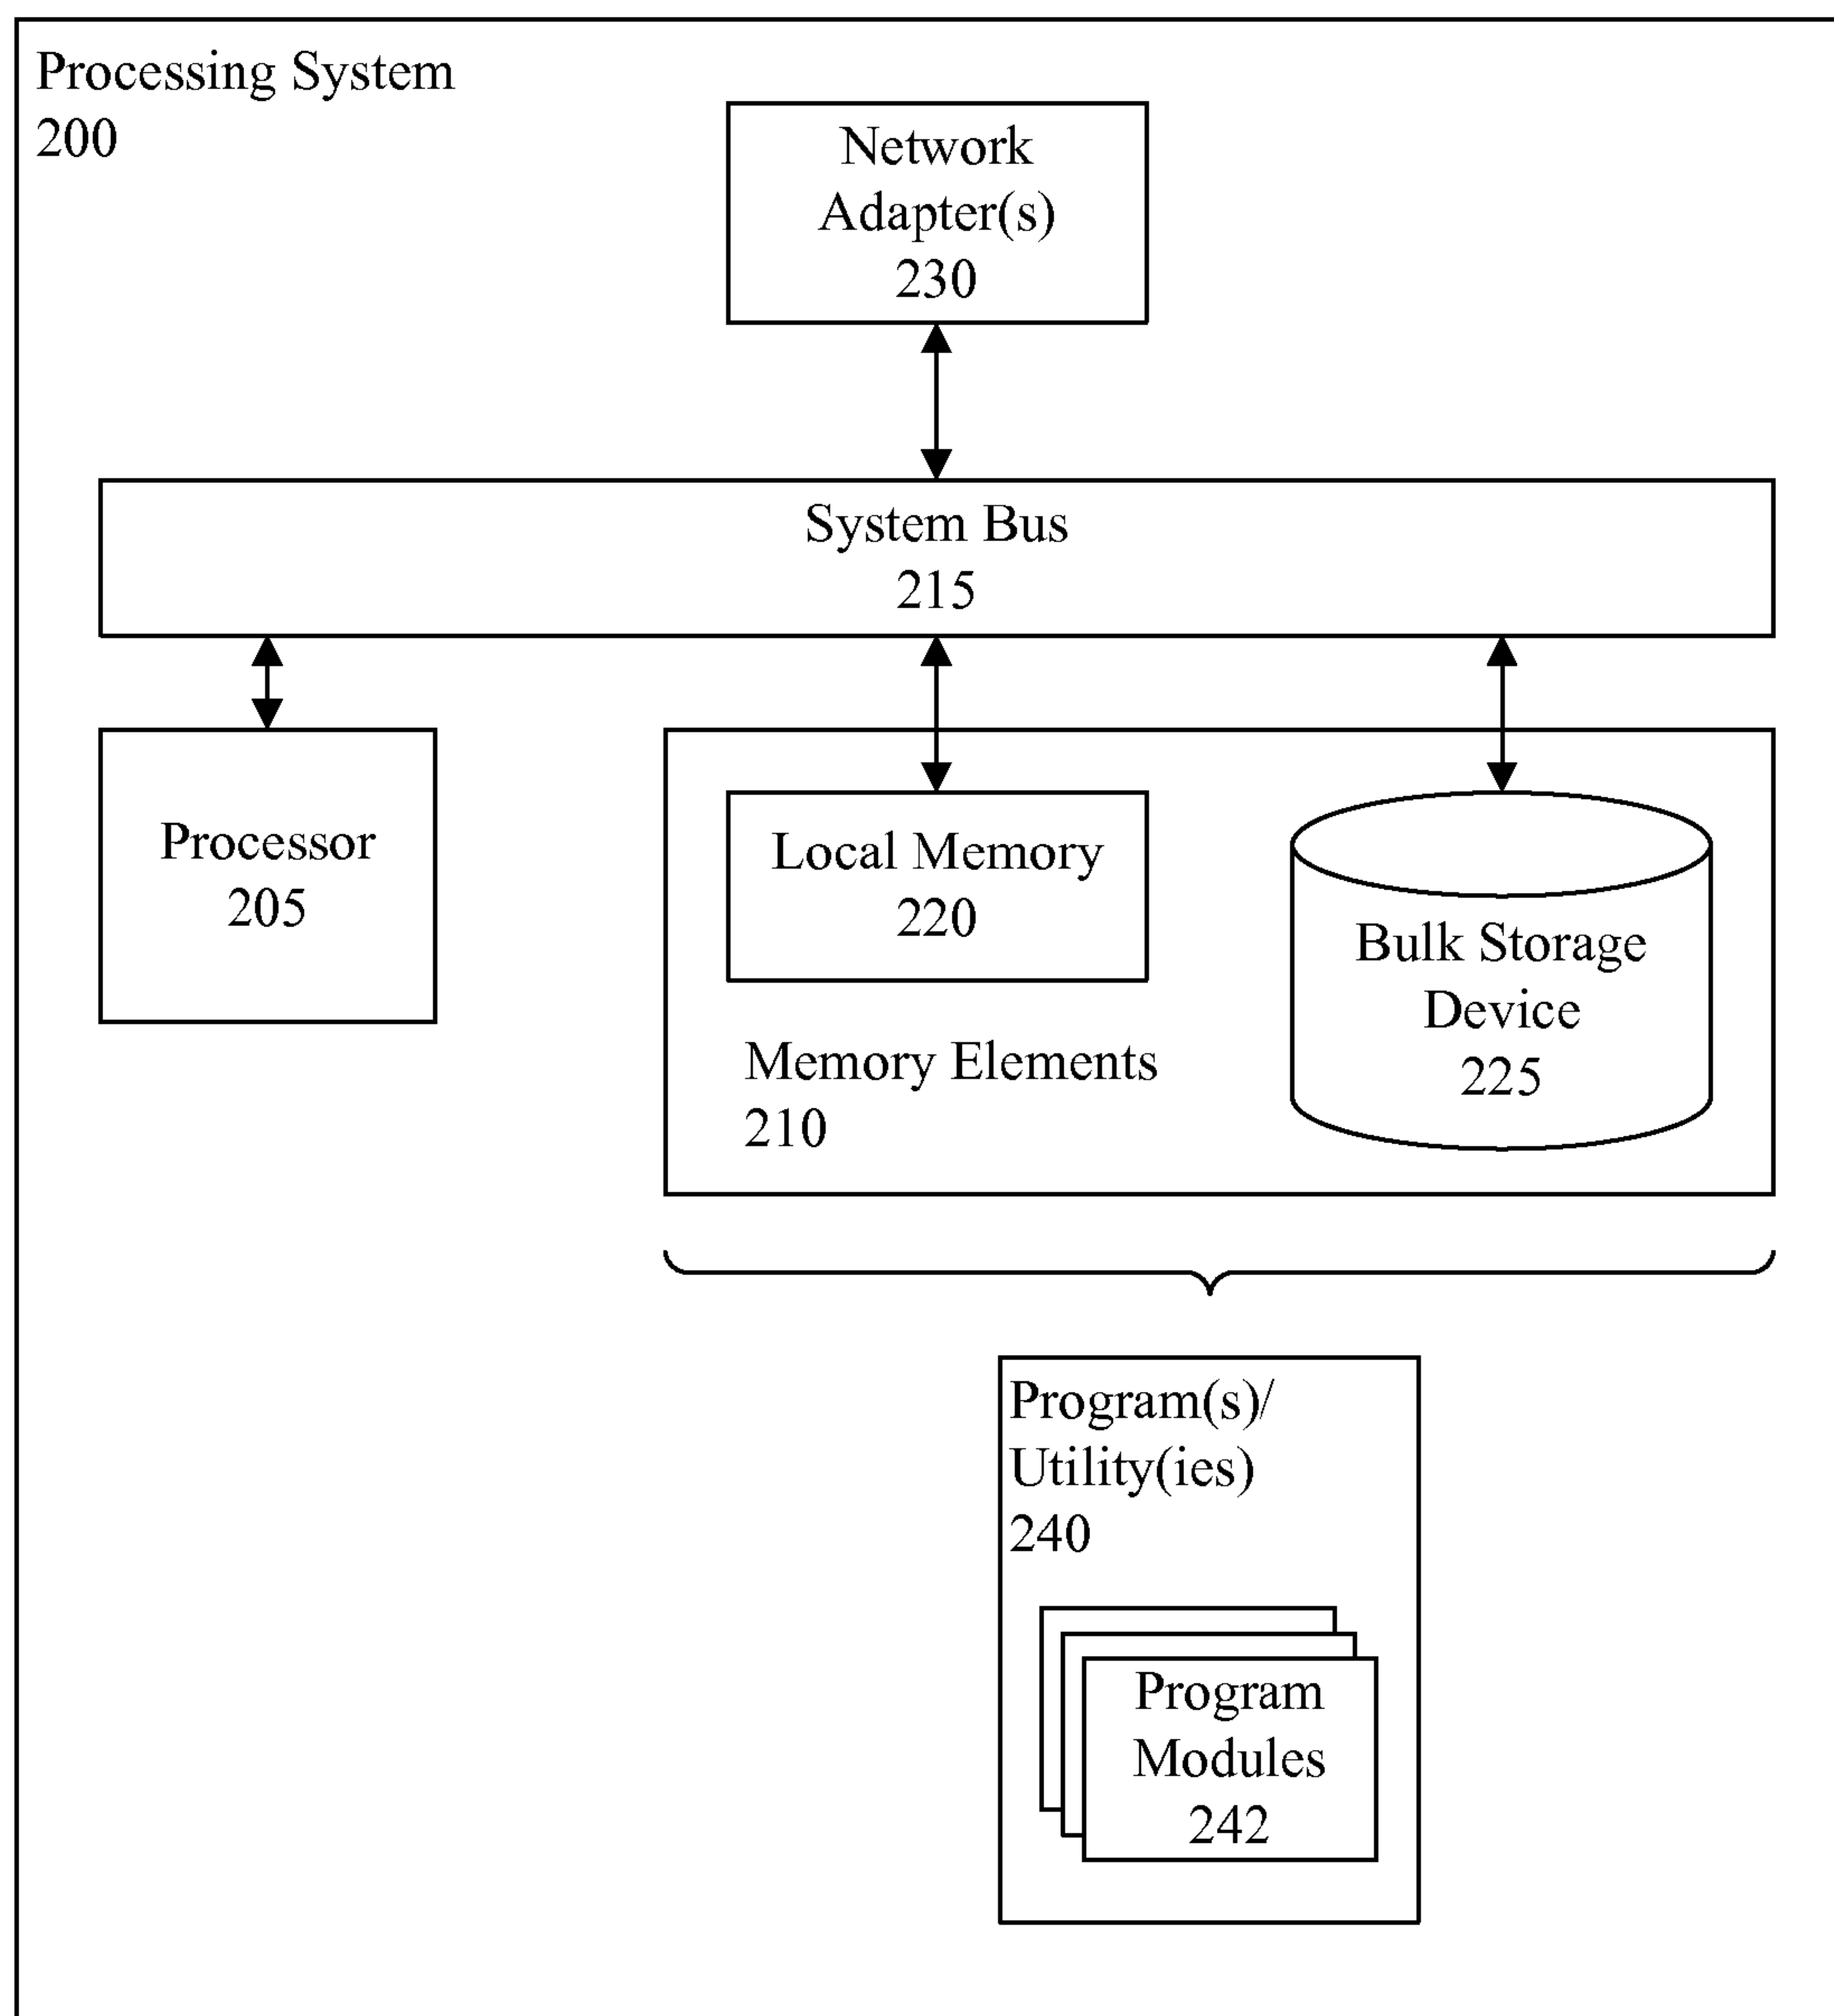 Processing System
200
Network
Adapter(s)
230
System Bus
215
Processor
205
Local Memory
220
Memory Elements
210
Bulk Storage
Device
225
Program(s)/
Utility(ies)
240
Program
Modules
242